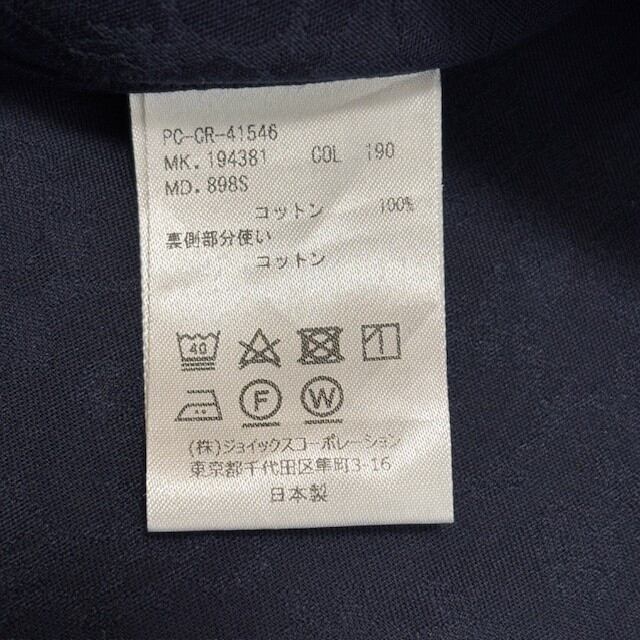 PC-CR-41546
MK. 194381 COL 190
MD. 898S
コットン 100%
裏側部分使い
コットン
40
F W
(株)ジョイックスコーポレーション
東京都千代田区隼町3-16
日本製